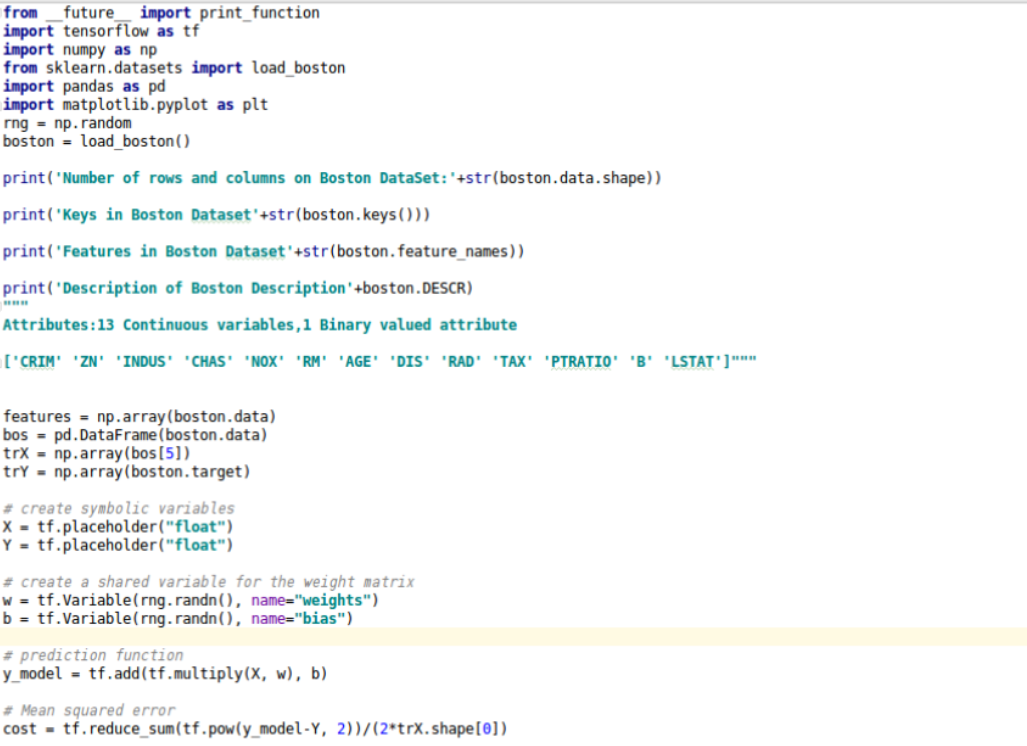 from __future__ import print_function
import tensorflow as tf
import numpy as np
from sklearn.datasets import load_boston
import pandas as pd
import matplotlib.pyplot as plt
rng = np.random
boston = load_boston()
print('Number of rows and columns on Boston DataSet:'+str(boston.data.shape))
print('Keys in Boston Dataset'+str(boston.keys()))
print('Features in Boston Dataset'+str(boston.feature_names))
print('Description of Boston Description'+boston.DESCR)
"""
Attributes:13 Continuous variables,1 Binary valued attribute
['CRIM' 'ZN' 'INDUS' 'CHAS' 'NOX' 'RM' 'AGE' 'DIS' 'RAD' 'TAX' 'PTRATIO' 'B' 'LSTAT']"""
features = np.array(boston.data)
bos = pd.DataFrame(boston.data)
trX = np.array(bos[5])
trY = np.array(boston.target)
# create symbolic variables
X = tf.placeholder("float")
Y = tf.placeholder("float")
# create a shared variable for the weight matrix
w = tf.Variable(rng.randn(), name="weights")
b = tf.Variable(rng.randn(), name="bias")
# prediction function
y_model = tf.add(tf.multiply(X, w), b)
# Mean squared error
cost = tf.reduce_sum(tf.pow(y_model-Y, 2))/(2*trX.shape[0])